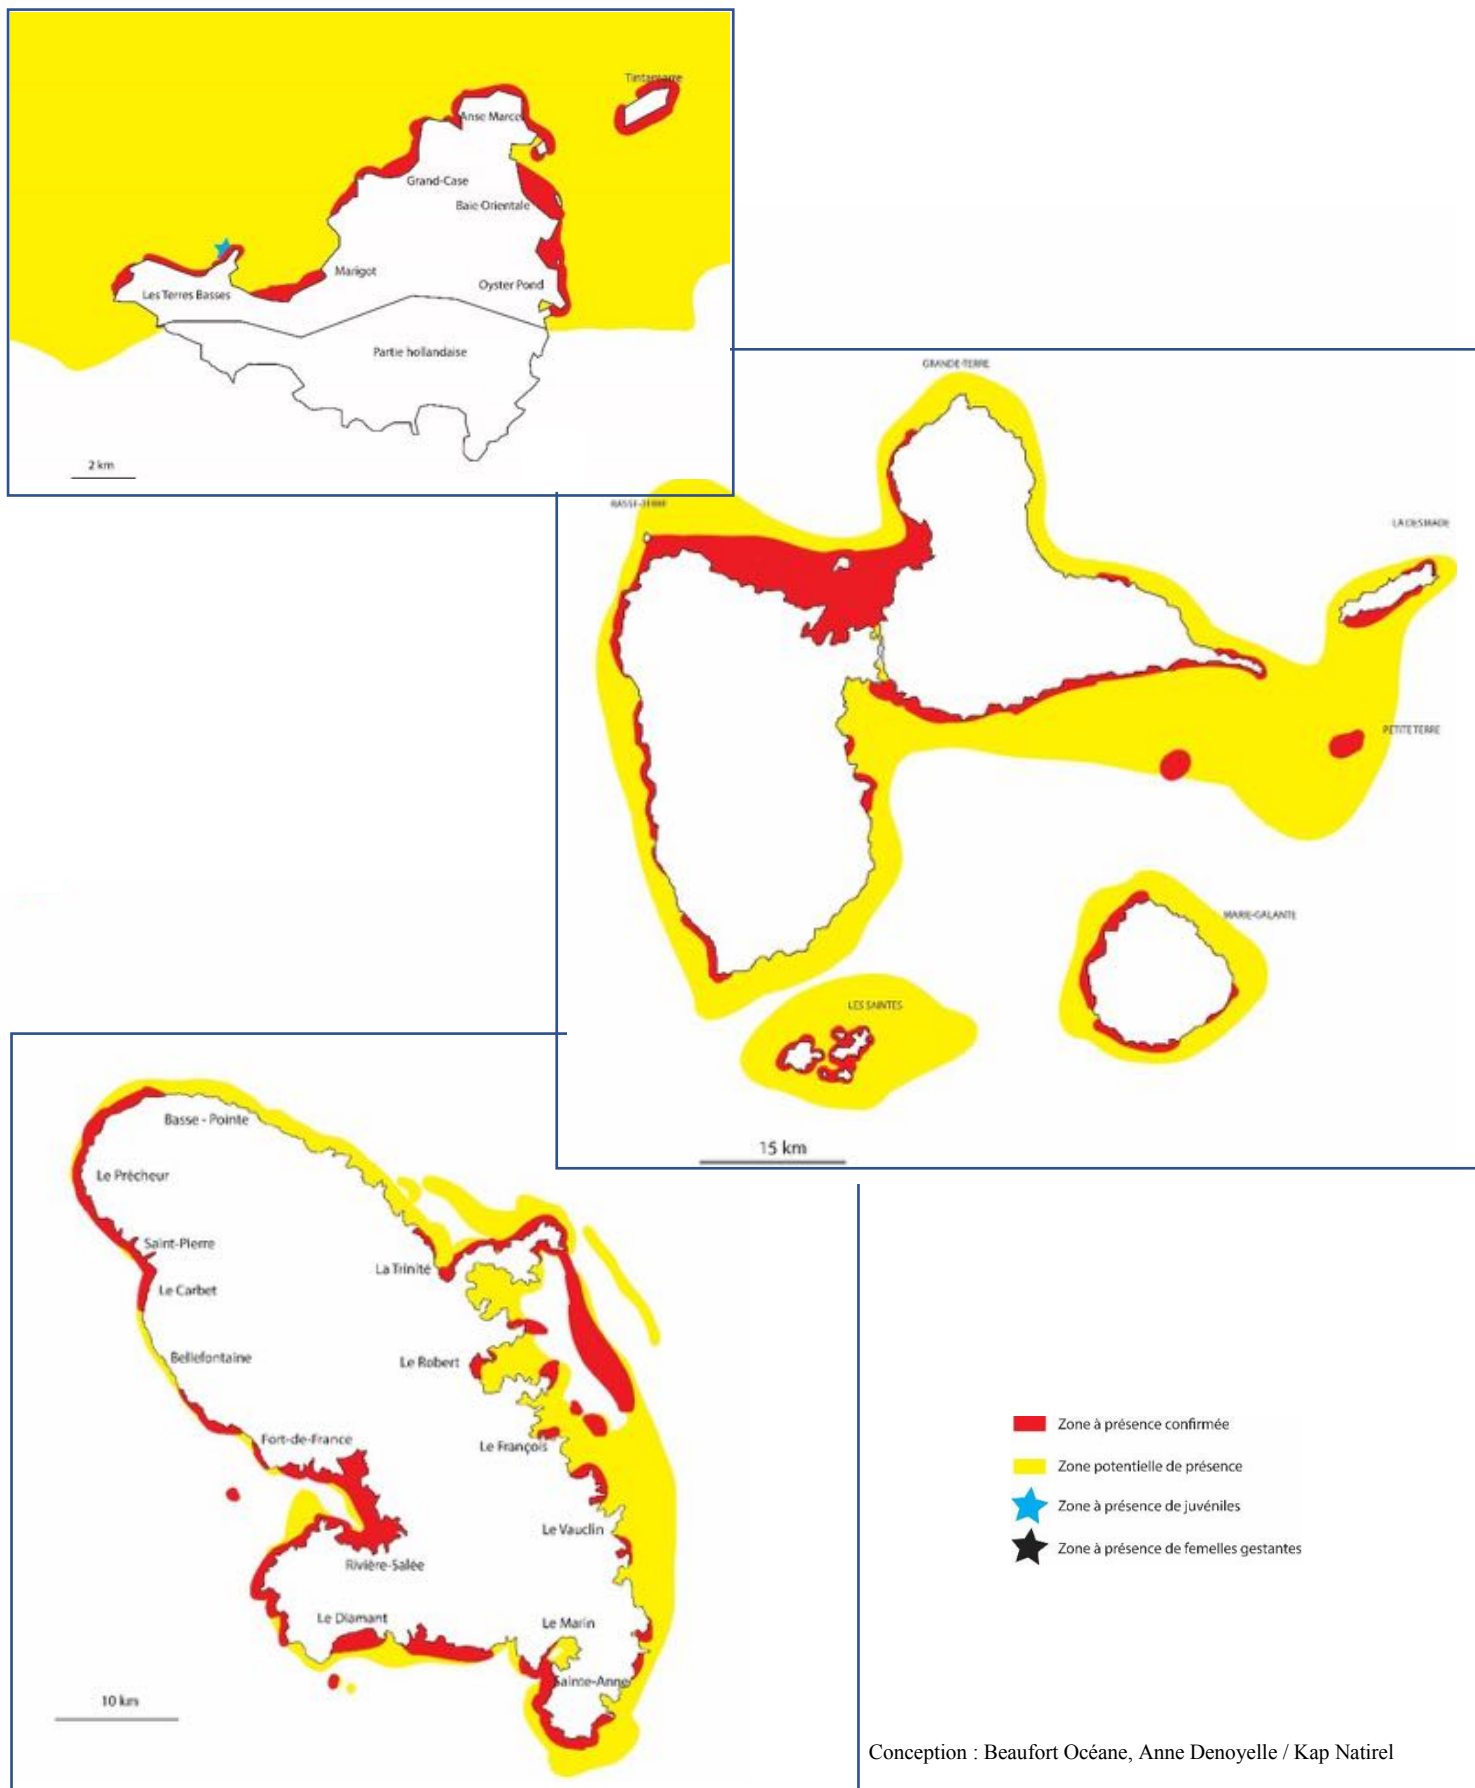 Tintamarre
Anse Marcel
Grand-Case
Baie Orientale
Marigot
Les Terres Basses
Oyster Pond
Partie hollandaise
2 km
GRANDE-TERRE
BASSE-TERRE
LA DESIRADE
PETITE TERRE
MARIE-GALANTE
LES SAINTES
15 km
Basse - Pointe
Le Prêcheur
Saint-Pierre
La Trinité
Le Carbet
Bellefontaine
Le Robert
Fort-de-France
Le François
Le Vauclin
Rivière-Salée
Le Diamant
Le Marin
Sainte-Anne
10 km
Zone à présence confirmée
Zone potentielle de présence
Zone à présence de juvéniles
Zone à présence de femelles gestantes
Conception : Beaufort Océane, Anne Denoyelle / Kap Natirel